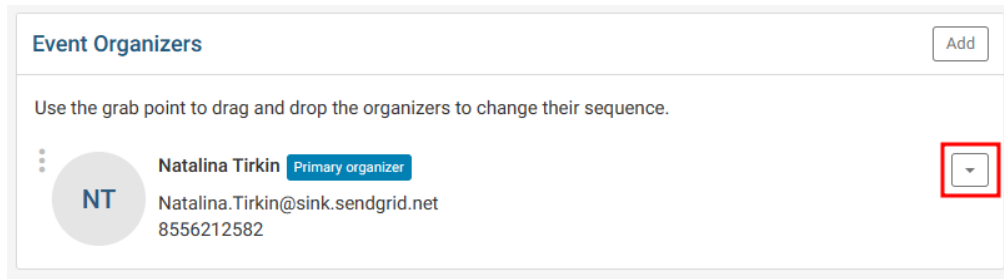 Event Organizers
Add
Use the grab point to drag and drop the organizers to change their sequence.
NT
Natalina Tirkin Primary organizer
Natalina.Tirkin@sink.sendgrid.net
8556212582